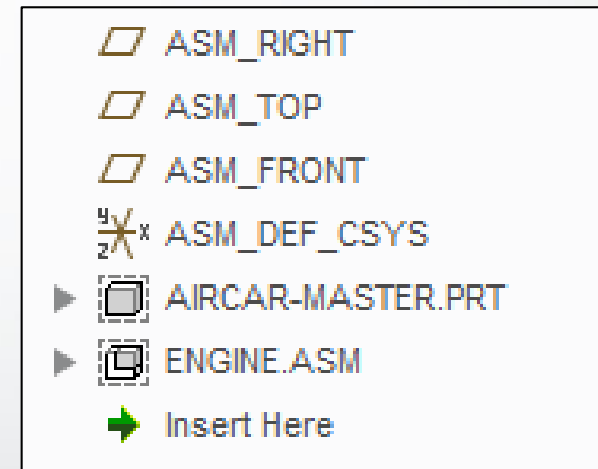 ASM_RIGHT
ASM_TOP
ASM_FRONT
y x z ASM_DEF_CSYS
AIRCAR-MASTER.PRT
ENGINE.ASM
Insert Here